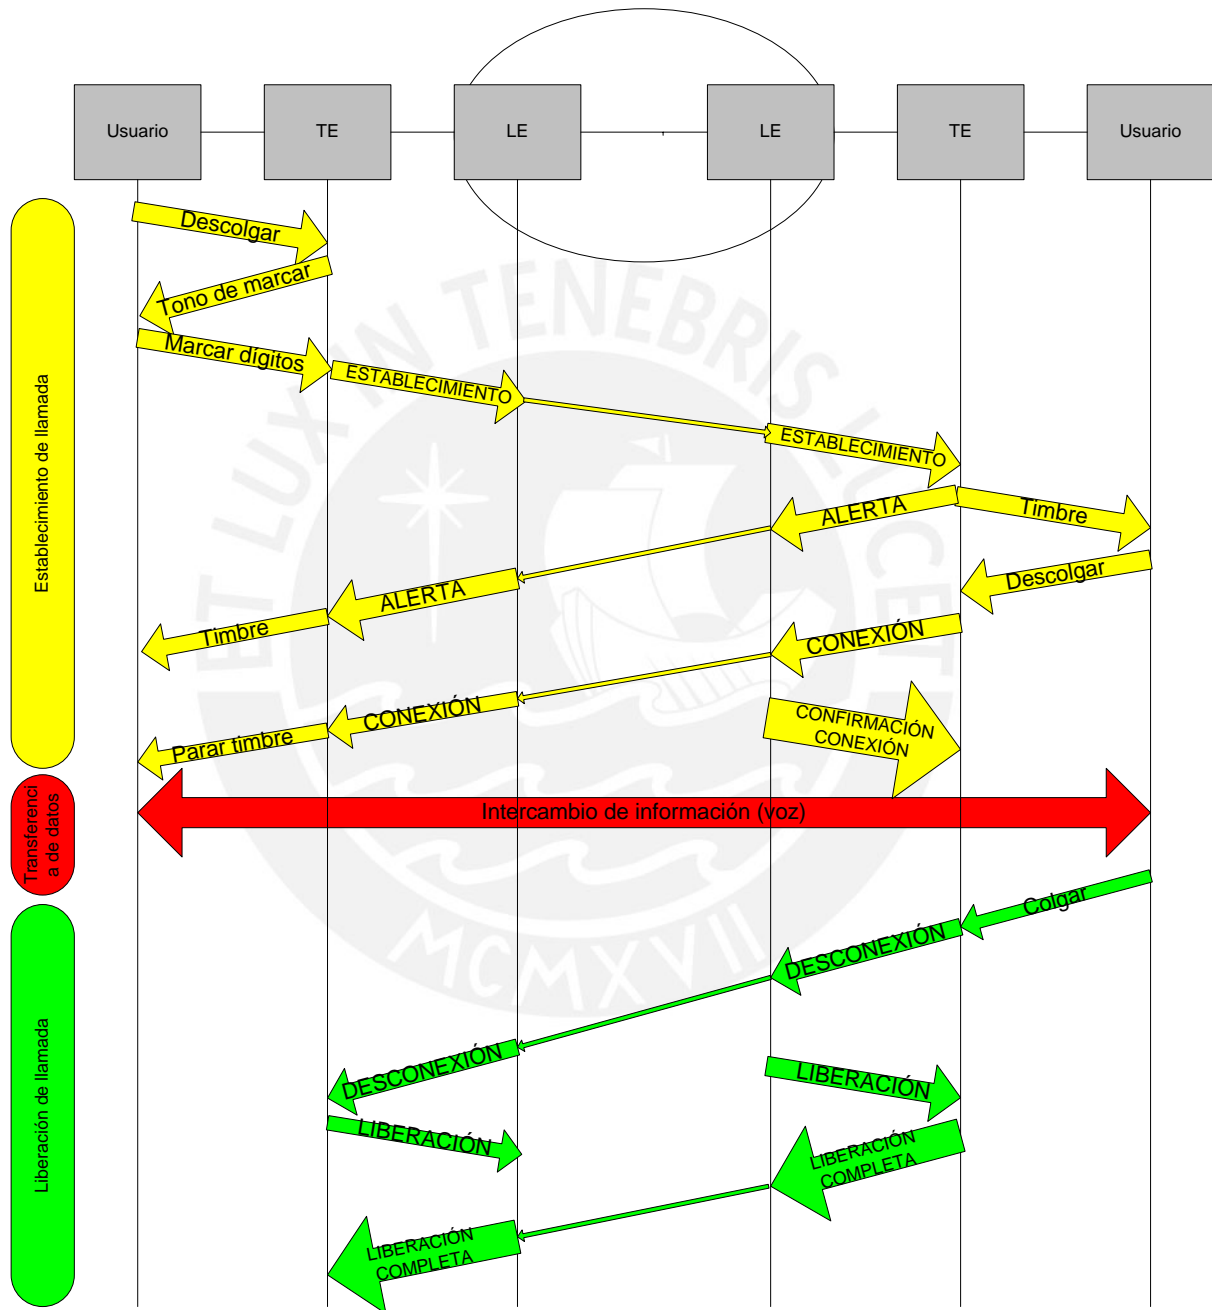 Usuario
TE
LE
LE
TE
Usuario
Establecimiento de llamada
Descolgar
Tono de marcar
Marcar dígitos
ESTABLECIMIENTO
ESTABLECIMIENTO
ALERTA
Timbre
Descolgar
ALERTA
Timbre
CONEXIÓN
CONEXIÓN
Parar timbre
CONFIRMACIÓN
CONEXIÓN
Transferenci
a de datos
Intercambio de información (voz)
Liberación de llamada
Colgar
DESCONEXIÓN
DESCONEXIÓN
LIBERACIÓN
LIBERACIÓN
LIBERACIÓN
COMPLETA
LIBERACIÓN
COMPLETA
ET LUX IN TENEBRIS LUCET
MCMXVII